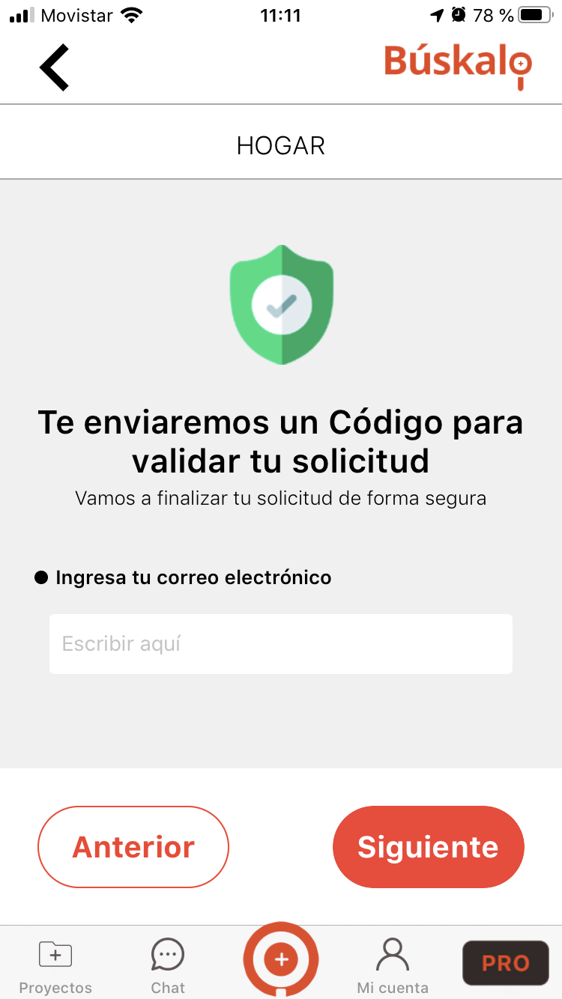 Movistar 11:11 78 %
Búskalo
HOGAR
Te enviaremos un Código para
validar tu solicitud
Vamos a finalizar tu solicitud de forma segura
Ingresa tu correo electrónico
Escribir aquí
Anterior Siguiente
Proyectos Chat Mi cuenta PRO